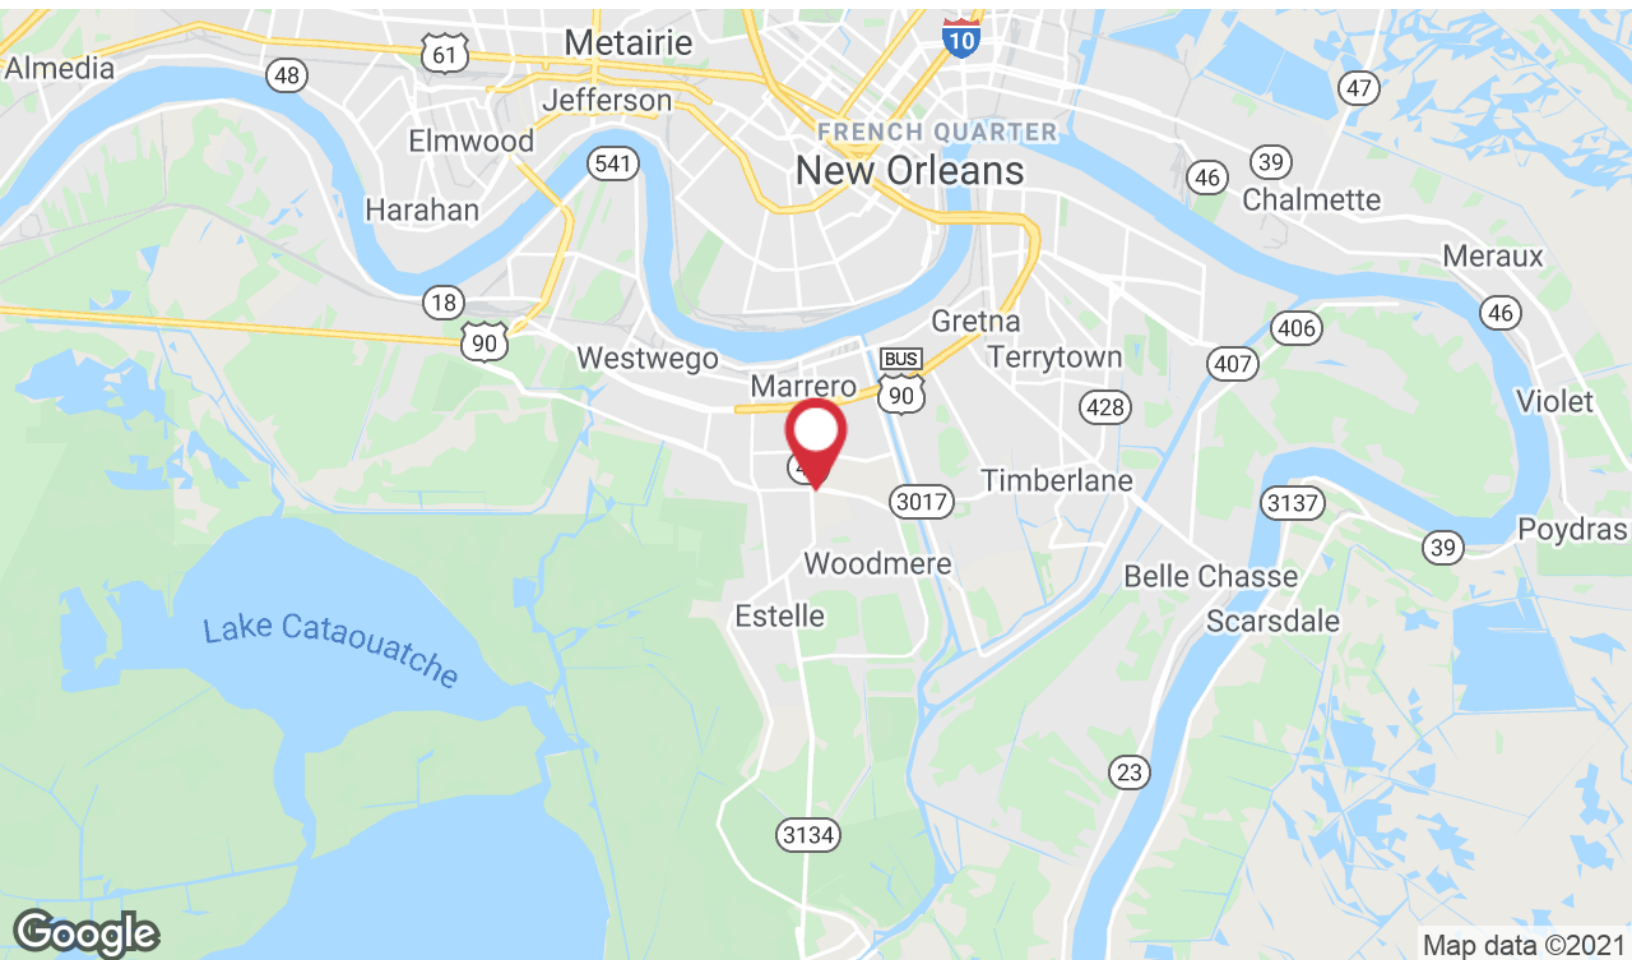 Metairie
10
61
Almedia
48
47
Jefferson
FRENCH QUARTER
Elmwood
541
New Orleans
39
46
Chalmette
Harahan
Meraux
18
46
Gretna
406
90
Westwego
BUS
Terrytown
407
Marrero
90
Violet
428
Timberlane
3017
3137
Poydras
39
Woodmere
Belle Chasse
Estelle
Scarsdale
Lake Cataouatche
23
3134
Google
Map data ©2021